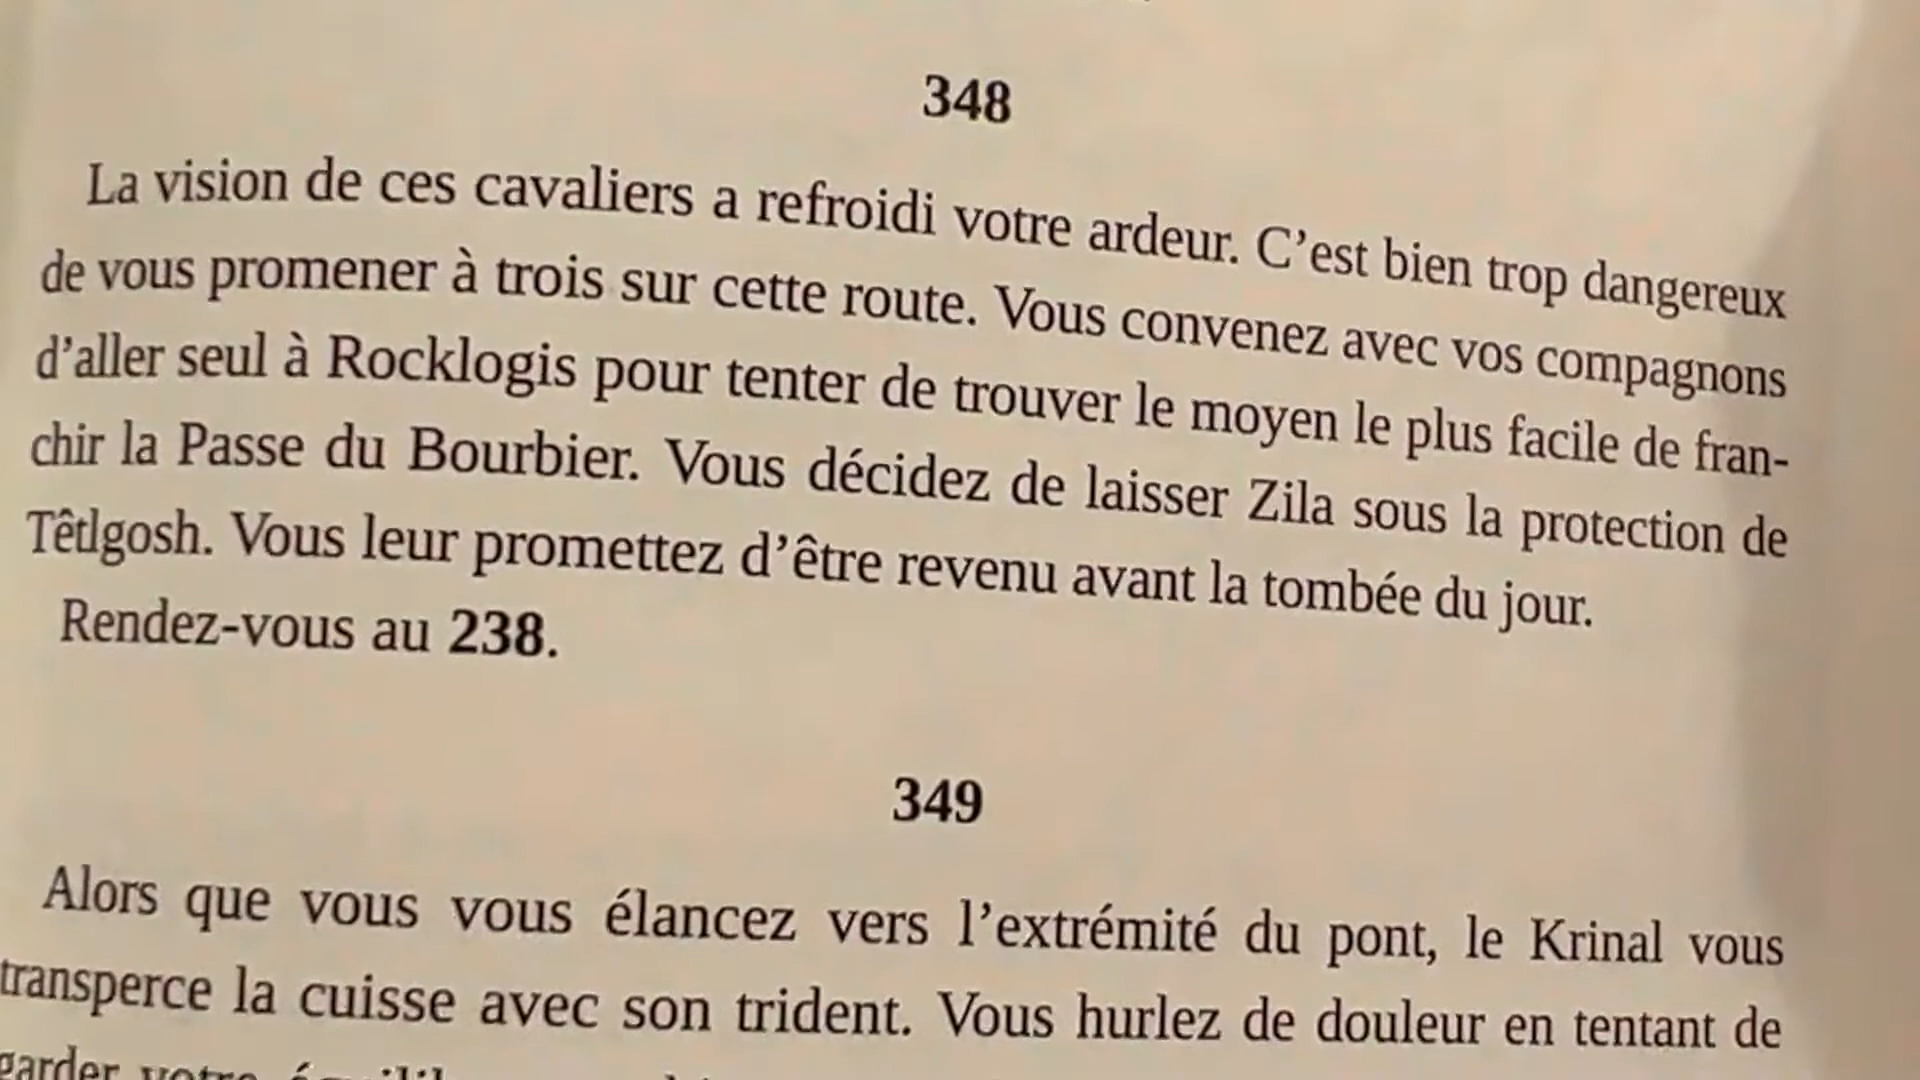 348
La vision de ces cavaliers a refroidi votre ardeur. C’est bien trop dangereux
de vous promener à trois sur cette route. Vous convenez avec vos compagnons
d’aller seul à Rocklogis pour tenter de trouver le moyen le plus facile de fran-
chir la Passe du Bourbier. Vous décidez de laisser Zila sous la protection de
Têtlgosh. Vous leur promettez d’être revenu avant la tombée du jour.
Rendez-vous au 238.
349
Alors que vous vous élancez vers l’extrémité du pont, le Krinal vous
transperce la cuisse avec son trident. Vous hurlez de douleur en tentant de
garder votre